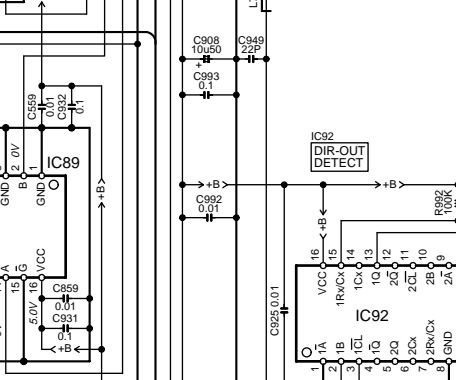 C908
10u50
+
C949
22P
C993
0.1
C559
0.01
C932
0.1
IC92
DIR-OUT
DETECT
0V
IC89
GND
2
B
1
GND
+B
+B
+B
C992
0.01
+B
R992
100K
16
15
14
13
12
11
10
9
VCC
1Rx/Cx
1Cx
1Q
2Q
2CL
2B
2A
A
G
VCC
15
16
5.0V
C859
0.01
C931
0.1
+B
C925 0.01
IC92
1A
1B
1CL
1Q
2Q
2Cx
2Rx/Cx
GND
1
2
3
4
5
6
7
8